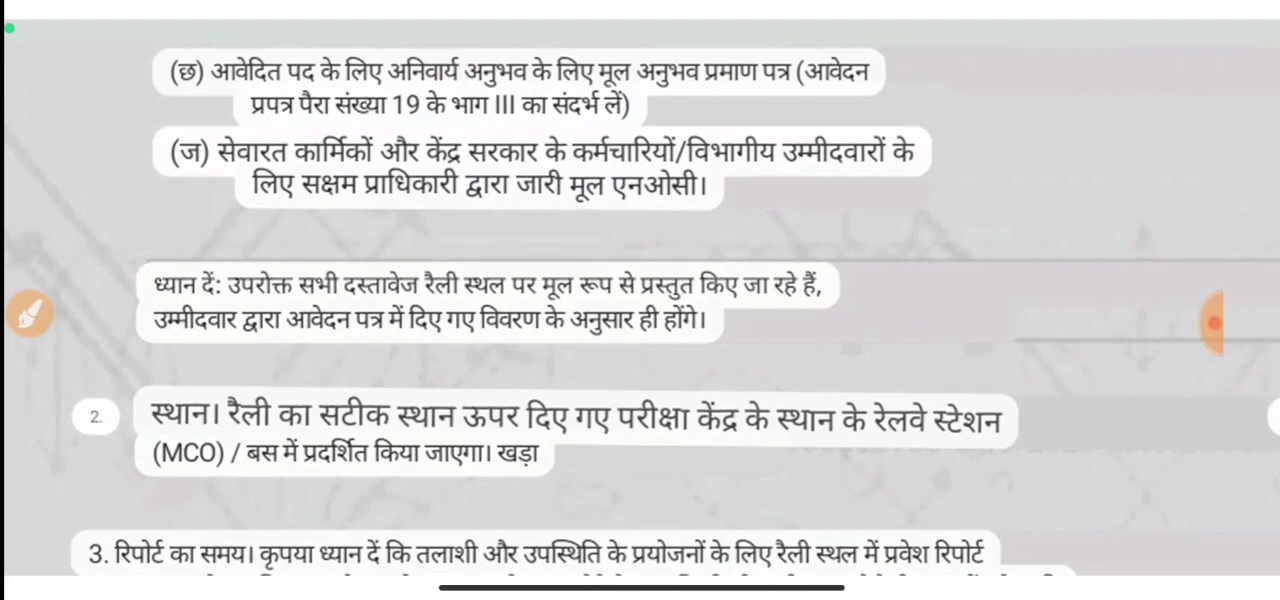 (छ) आवेदित पद के लिए अनिवार्य अनुभव के लिए मूल अनुभव प्रमाण पत्र (आवेदन
प्रपत्र पैरा संख्या 19 के भाग III का संदर्भ लें)
(ज) सेवारत कार्मिकों और केंद्र सरकार के कर्मचारियों/विभागीय उम्मीदवारों के
लिए सक्षम प्राधिकारी द्वारा जारी मूल एनओसी।
ध्यान दें: उपरोक्त सभी दस्तावेज रैली स्थल पर मूल रूप से प्रस्तुत किए जा रहे हैं,
उम्मीदवार द्वारा आवेदन पत्र में दिए गए विवरण के अनुसार ही होंगे।
2. स्थान। रैली का सटीक स्थान ऊपर दिए गए परीक्षा केंद्र के स्थान के रेलवे स्टेशन
(MCO) / बस में प्रदर्शित किया जाएगा। खड़ा
3. रिपोर्ट का समय। कृपया ध्यान दें कि तलाशी और उपस्थिति के प्रयोजनों के लिए रैली स्थल में प्रवेश रिपोर्ट